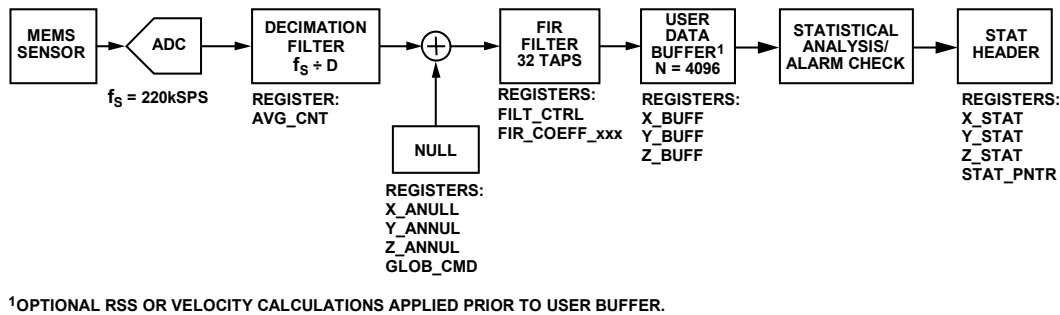 MEMS
SENSOR
ADC
fS = 220kSPS
DECIMATION
FILTER
fS ÷ D
REGISTER:
AVG_CNT
NULL
REGISTERS:
X_ANULL
Y_ANNUL
Z_ANNUL
GLOB_CMD
FIR
FILTER
32 TAPS
REGISTERS:
FILT_CTRL
FIR_COEFF_xxx
USER
DATA
BUFFER1
N = 4096
REGISTERS:
X_BUFF
Y_BUFF
Z_BUFF
STATISTICAL
ANALYSIS/
ALARM CHECK
STAT
HEADER
REGISTERS:
X_STAT
Y_STAT
Z_STAT
STAT_PNTR
1OPTIONAL RSS OR VELOCITY CALCULATIONS APPLIED PRIOR TO USER BUFFER.